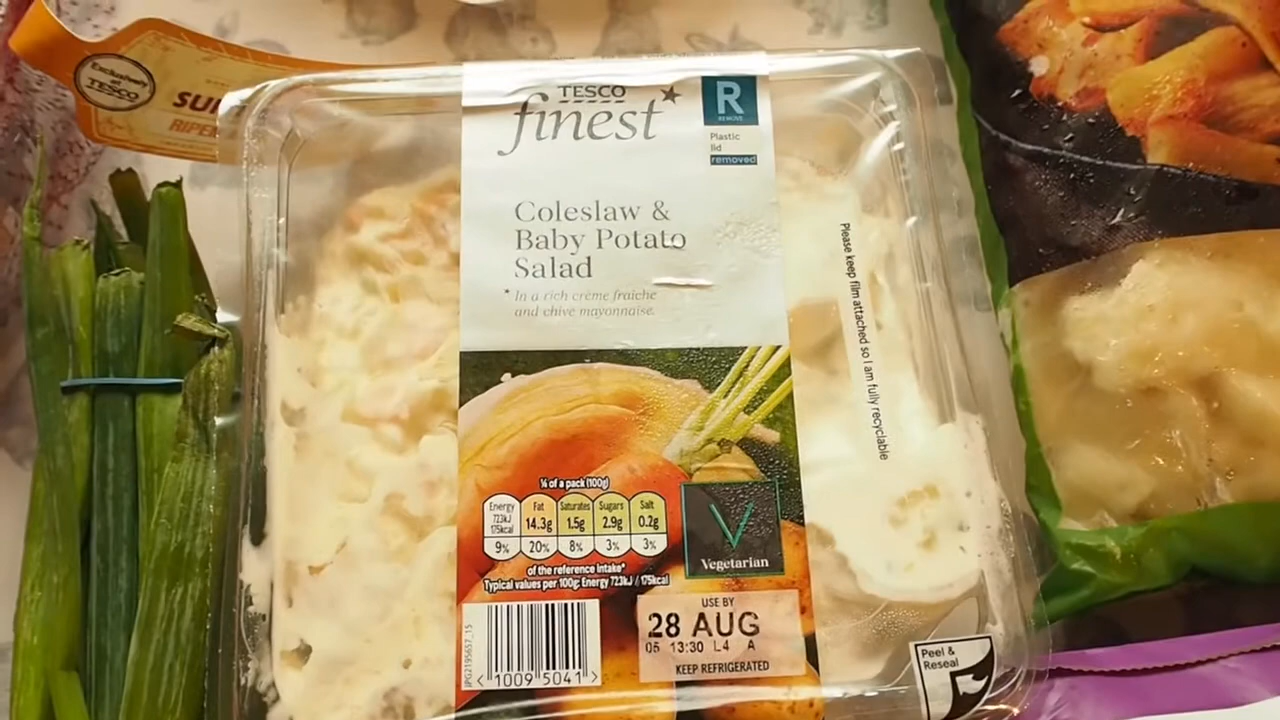 Exclusively
at
TESCO
RIPEN
TESCO
finest*
R
REMOVE
Plastic
lid
removed
Coleslaw &
Baby Potato
Salad
* In a rich crème fraîche
and chive mayonnaise.
Please keep film attached so I am fully recyclable
¼ of a pack (100g)
Energy Fat Saturates Sugars Salt
723kJ
175kcal 14.3g 1.5g 2.9g 0.2g
9% 20% 8% 3% 3%
of the reference intake*
Typical values per 100g: Energy 723kJ / 175kcal
Vegetarian
USE BY
28 AUG
05 13:30 L4 A
KEEP REFRIGERATED
JPG2195657_15
<1009 5041>
Peel &
Reseal